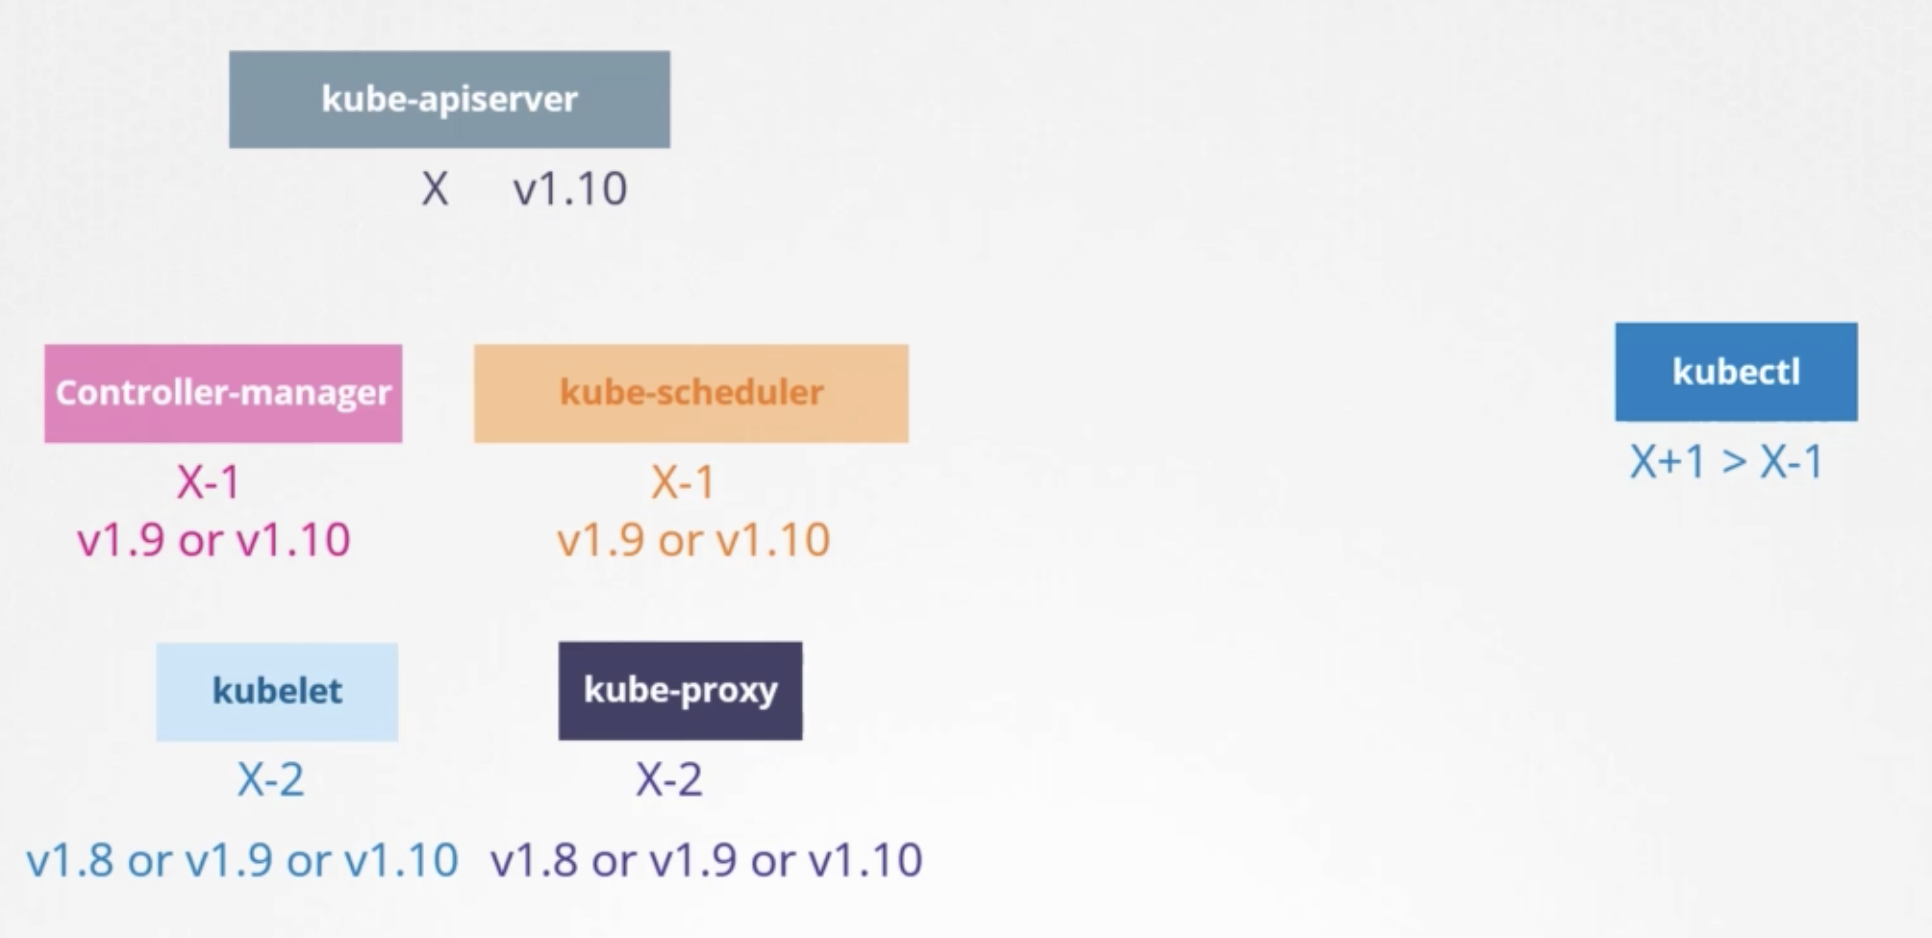 kube-apiserver
X v1.10
Controller-manager
X-1
v1.9 or v1.10
kube-scheduler
X-1
v1.9 or v1.10
kubectl
X+1 > X-1
kubelet
X-2
v1.8 or v1.9 or v1.10
kube-proxy
X-2
v1.8 or v1.9 or v1.10